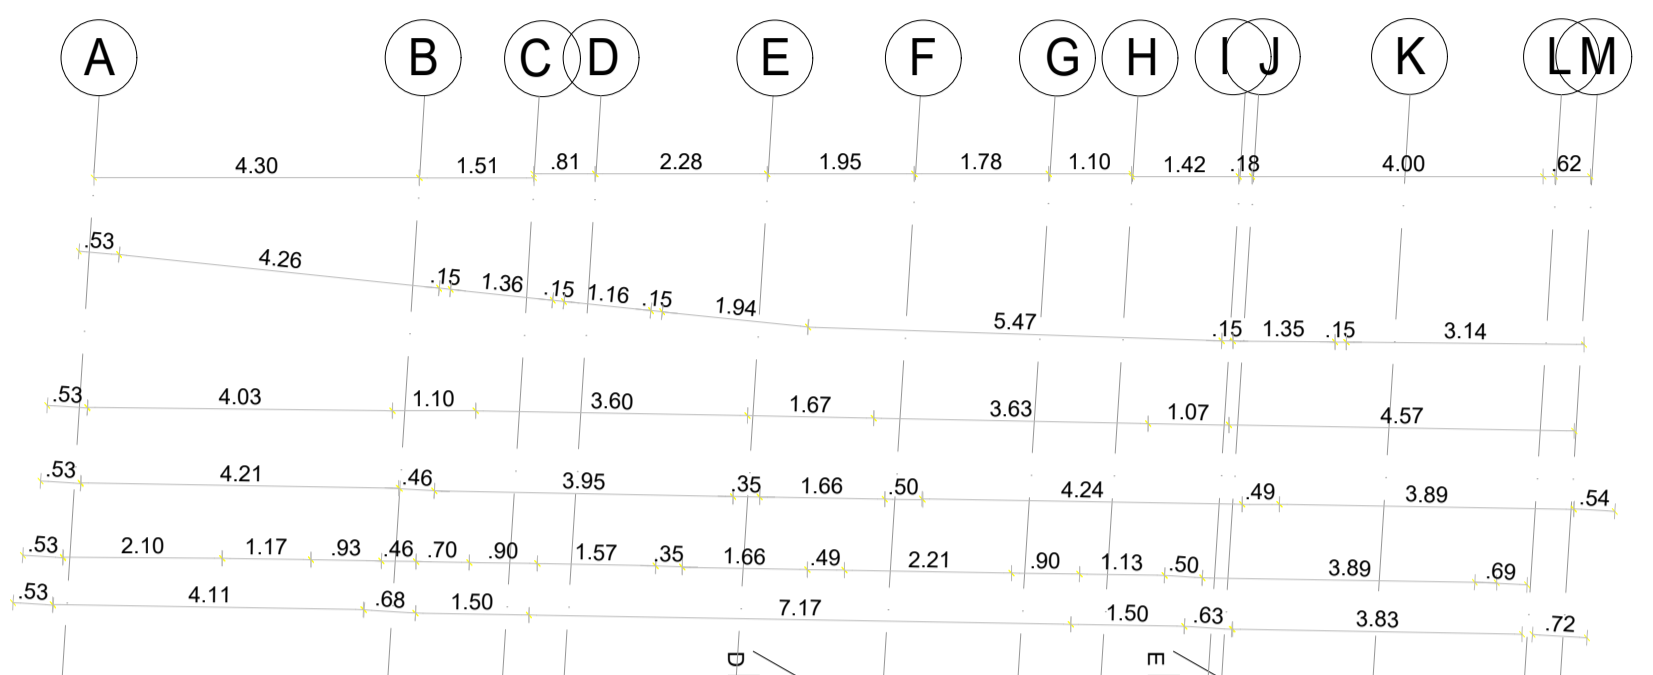 A B C D E F G H I J K L M
4.30 1.51 .81 2.28 1.95 1.78 1.10 1.42 .18 4.00 .62
.53 4.26 .15 1.36 .15 1.16 .15 1.94 5.47 .15 1.35 .15 3.14
.53 4.03 1.10 3.60 1.67 3.63 1.07 4.57
.53 4.21 .46 3.95 .35 1.66 .50 4.24 .49 3.89 .54
.53 2.10 1.17 .93 .46 .70 .90 1.57 .35 1.66 .49 2.21 .90 1.13 .50 3.89 .69
.53 4.11 .68 1.50 7.17 1.50 .63 3.83 .72
D E